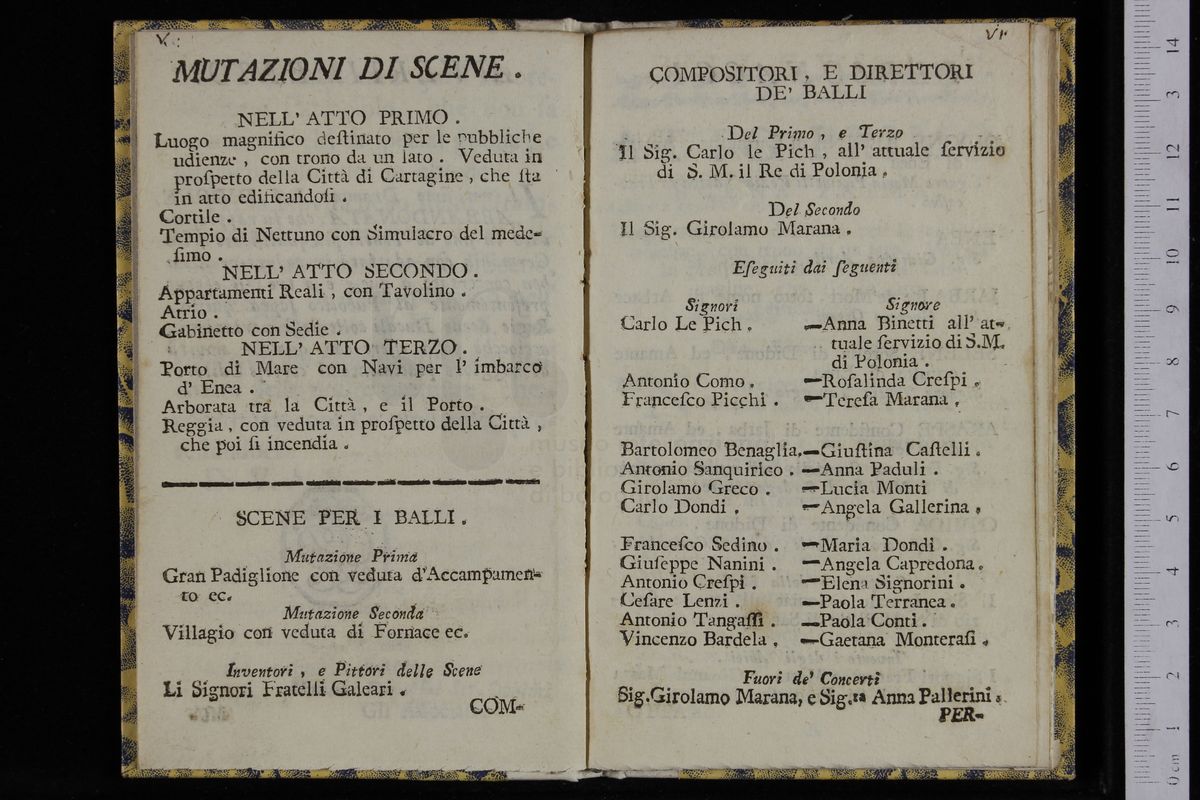 V.
MUTAZIONI DI SCENE.
NELL' ATTO PRIMO.
Luogo magnifico deſtinato per le pubbliche
udienze, con trono da un lato. Veduta in
proſpetto della Città di Cartagine, che ſta
in atto edificandoſi.
Cortile.
Tempio di Nettuno con Simulacro del mede-
ſimo.
NELL' ATTO SECONDO.
Appartamenti Reali, con Tavolino.
Atrio.
Gabinetto con Sedie.
NELL' ATTO TERZO.
Porto di Mare con Navi per l' imbarco
d' Enea.
Arborata tra la Città, e il Porto.
Reggia, con veduta in proſpetto della Città,
che poi ſi incendia.
SCENE PER I BALLI.
Mutazione Prima
Gran Padiglione con veduta d'Accampamen-
to ec.
Mutazione Seconda
Villagio con veduta di Fornace ec.
Inventori, e Pittori delle Scene
Li Signori Fratelli Galeari.
COM-
VI
COMPOSITORI, E DIRETTORI
DE' BALLI
Del Primo, e Terzo
Il Sig. Carlo le Pich, all' attuale ſervizio
di S. M. il Re di Polonia.
Del Secondo
Il Sig. Girolamo Marana.
Eſeguiti dai ſeguenti
Signori Signore
Carlo Le Pich. —Anna Binetti all' at-
tuale ſervizio di S.M.
di Polonia.
Antonio Como. —Roſalinda Creſpi.
Franceſco Picchi. —Tereſa Marana.
Bartolomeo Benaglia.—Giuſtina Caſtelli.
Antonio Sanquirico. —Anna Paduli.
Girolamo Greco. —Lucia Monti
Carlo Dondi. —Angela Gallerina.
Franceſco Sedino. —Maria Dondi.
Giuſeppe Nanini. —Angela Capredona.
Antonio Creſpi. —Elena Signorini.
Ceſare Lenzi. —Paola Terranea.
Antonio Tangaſſi. —Paola Conti.
Vincenzo Bardela. —Gaetana Monteraſi.
Fuori de' Concerti
Sig. Girolamo Marana, e Sig.ra Anna Pallerini.
PER-